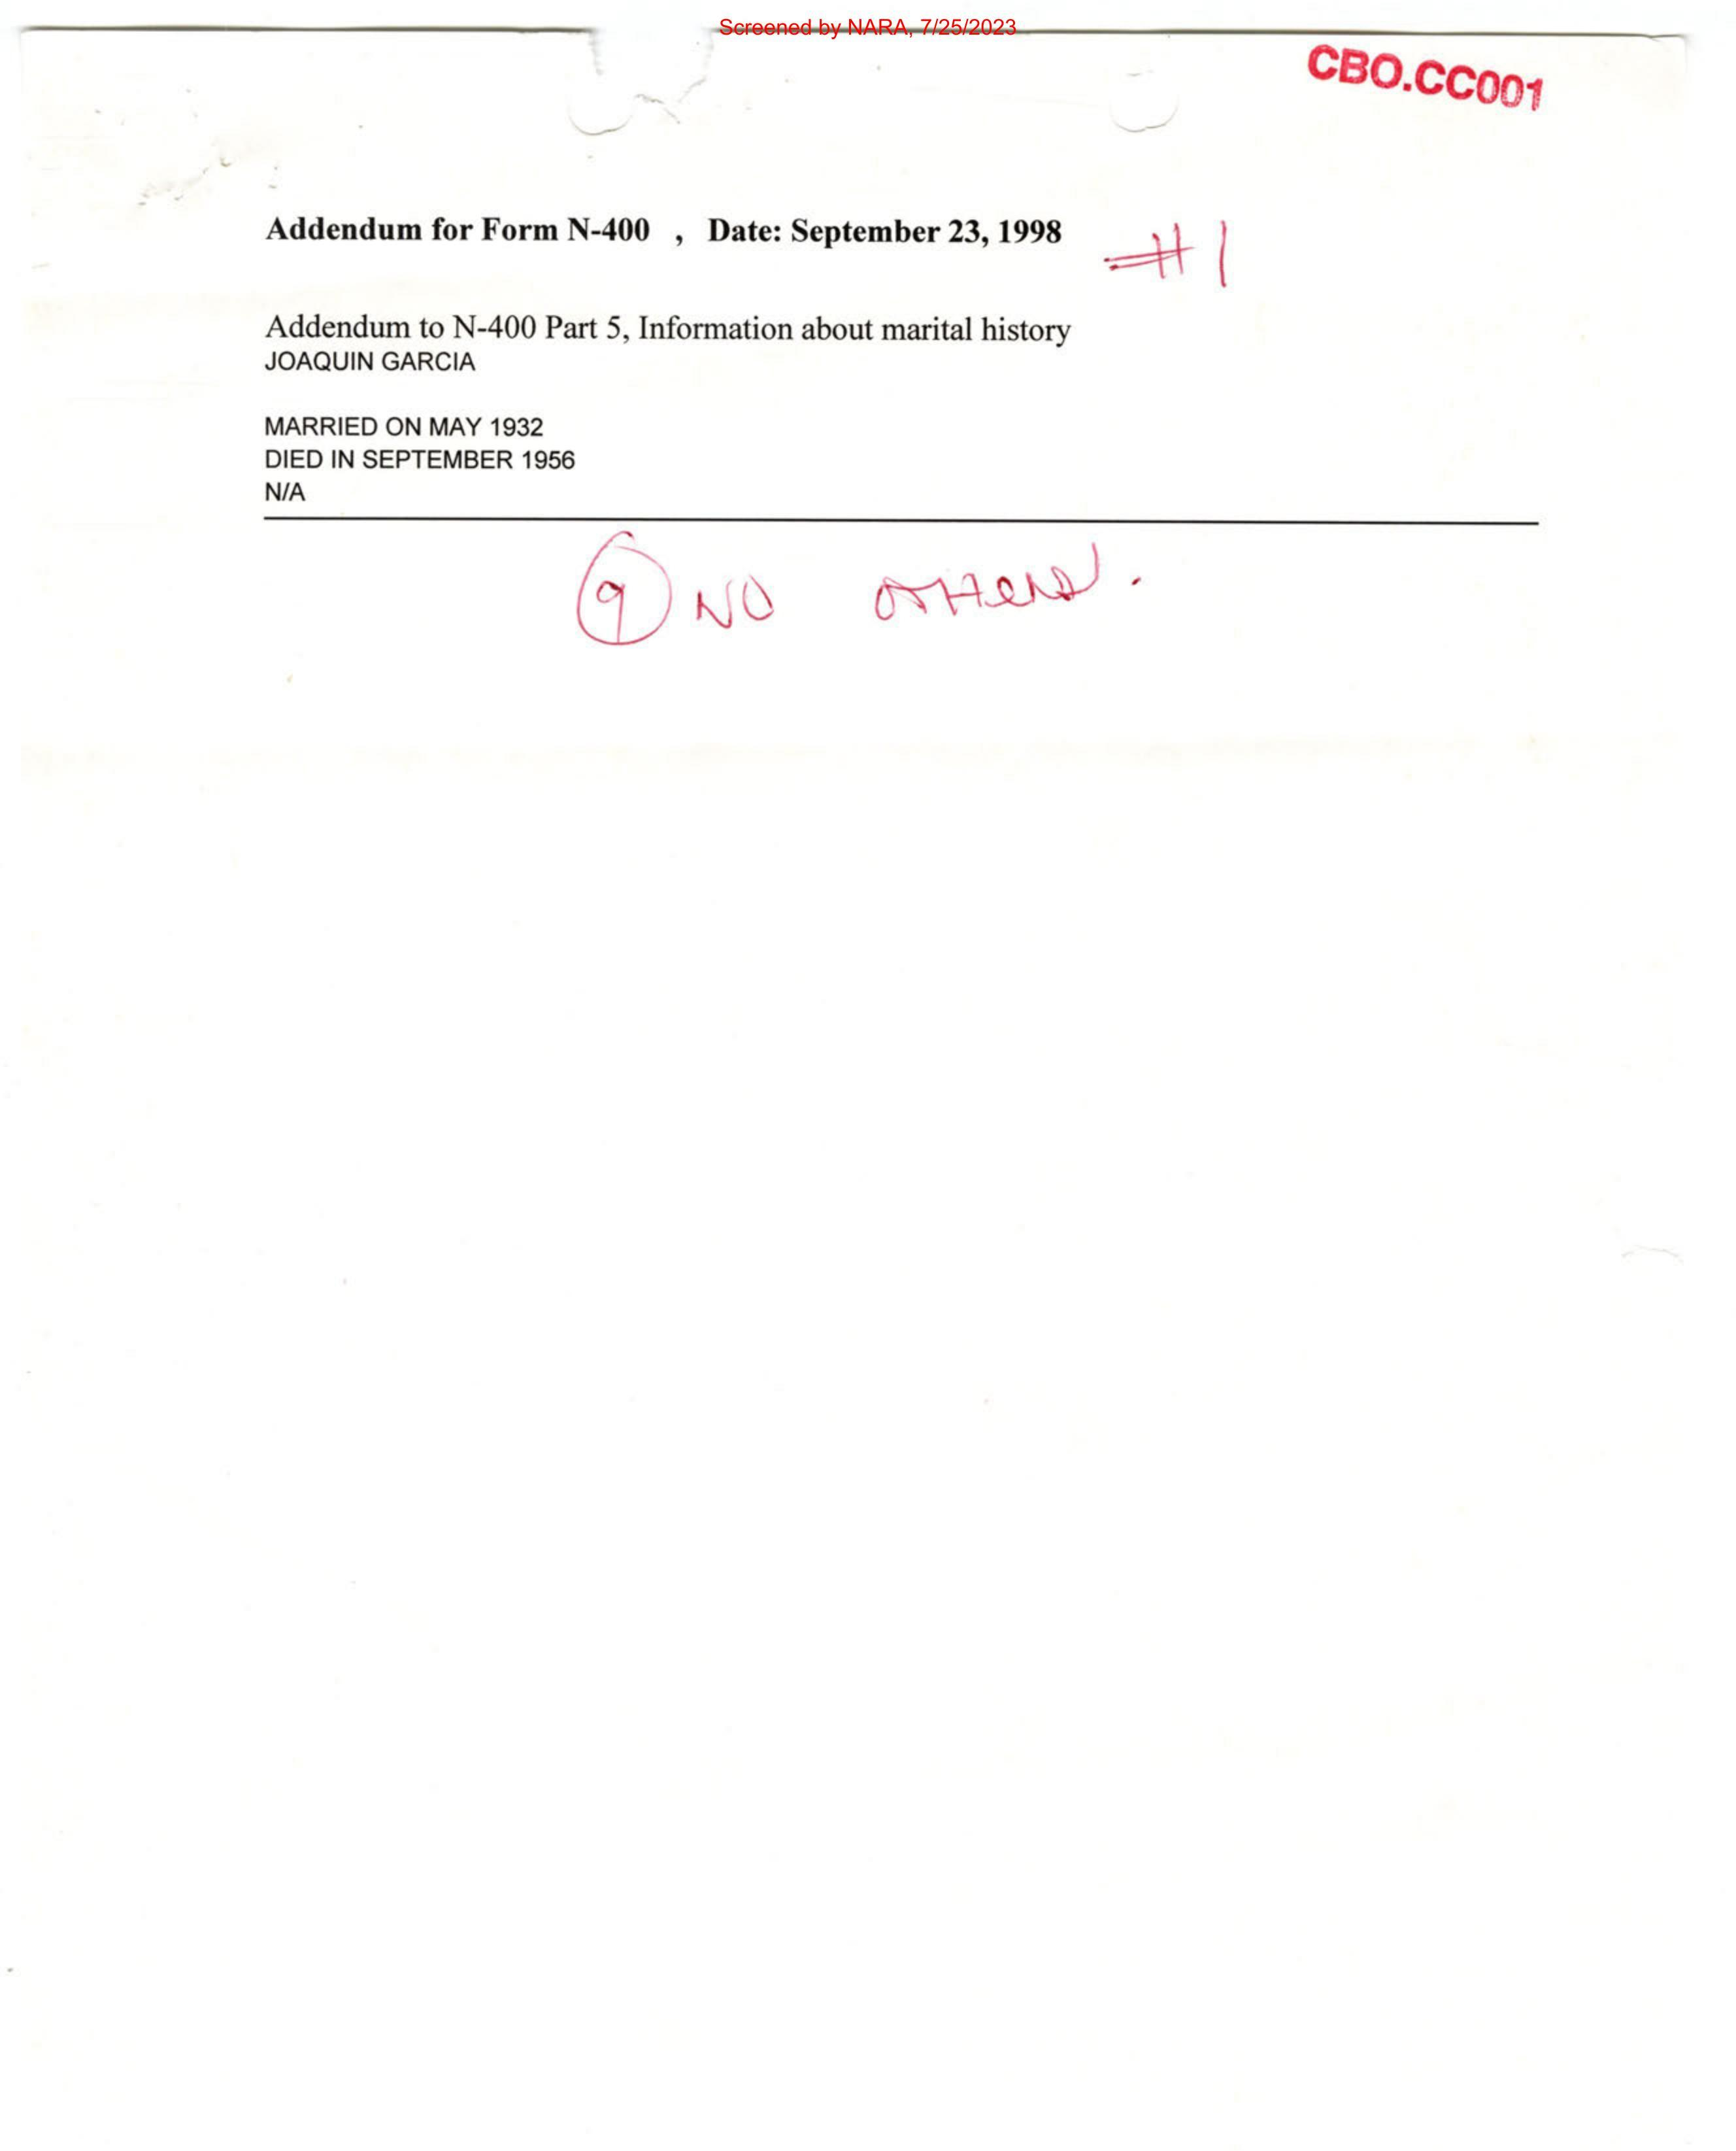 Screened by NARA, 7/25/2023
CBO.CC001
Addendum for Form N-400 , Date: September 23, 1998
#1
Addendum to N-400 Part 5, Information about marital history
JOAQUIN GARCIA
MARRIED ON MAY 1932
DIED IN SEPTEMBER 1956
N/A
9 NO OTHERS.